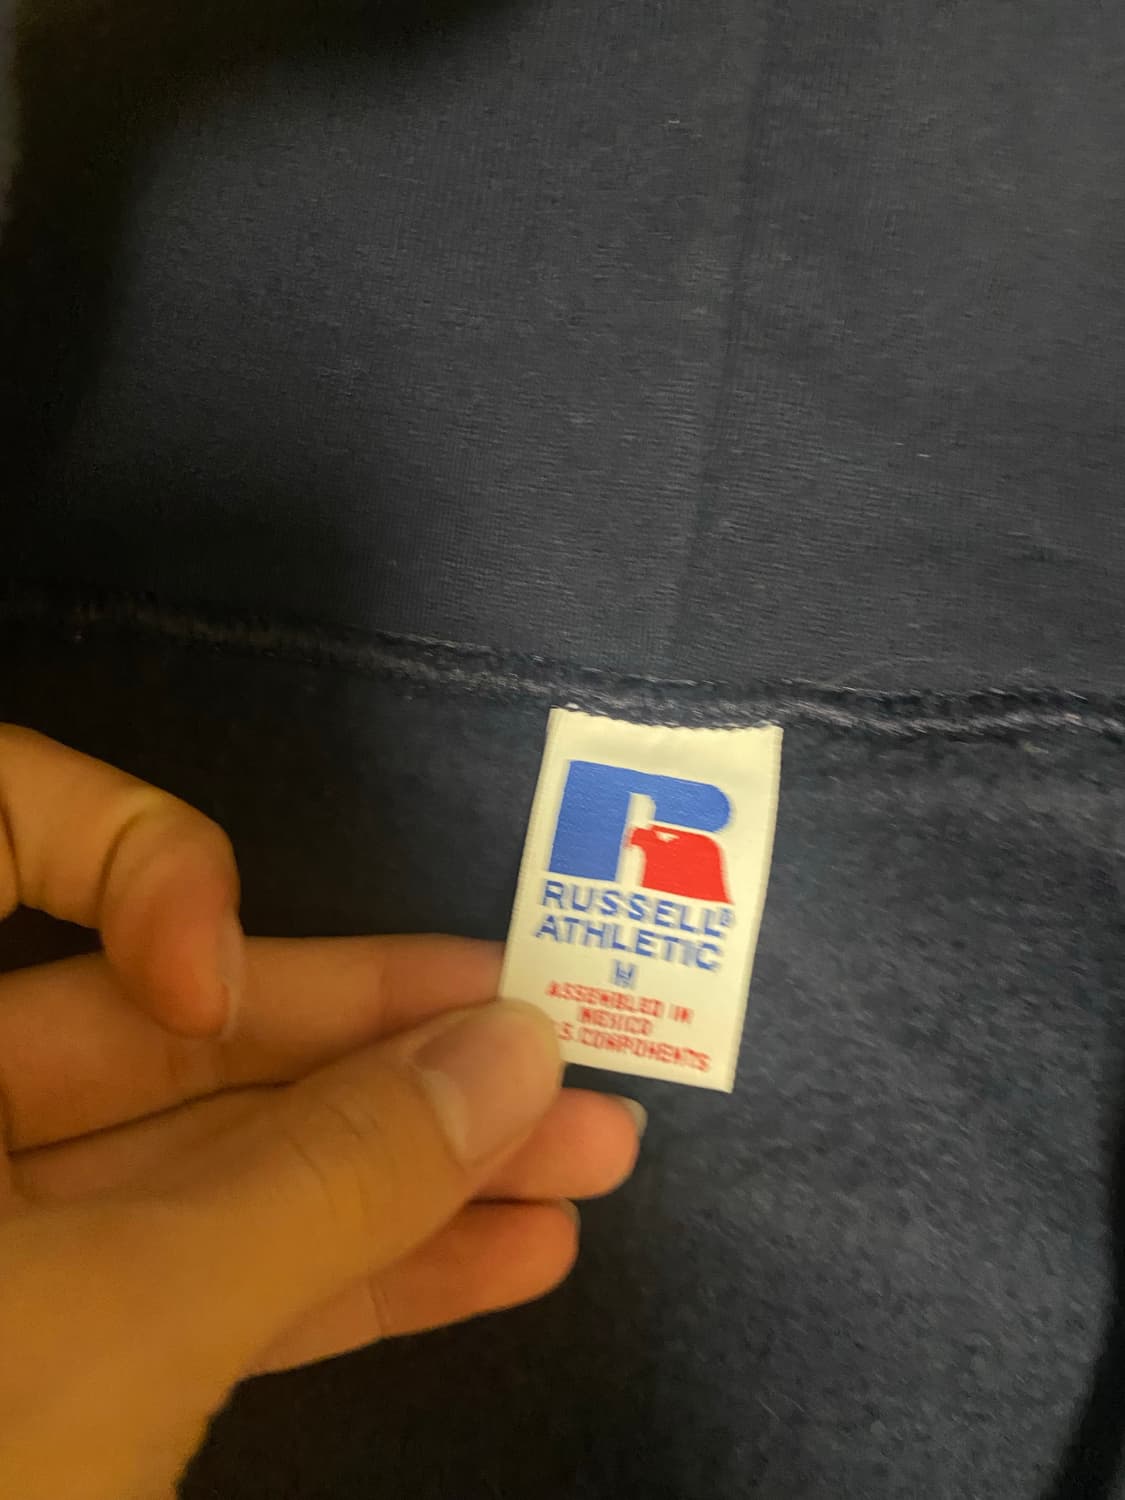 RUSSELL®
ATHLETIC
M
ASSEMBLED IN
MEXICO
S. COMPONENTS